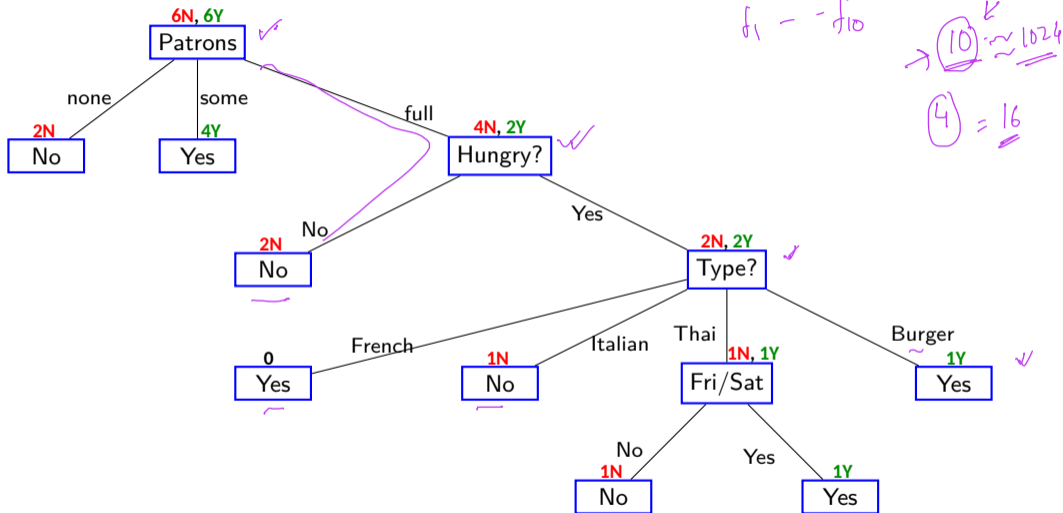 6N, 6Y
Patrons
f1 - - f10
10 ≈ 1024
4 = 16
none
some
full
2N
No
4Y
Yes
4N, 2Y
Hungry?
No
Yes
2N
No
2N, 2Y
Type?
French
Italian
Thai
Burger
0
Yes
1N
No
1N, 1Y
Fri/Sat
1Y
Yes
No
Yes
1N
No
1Y
Yes